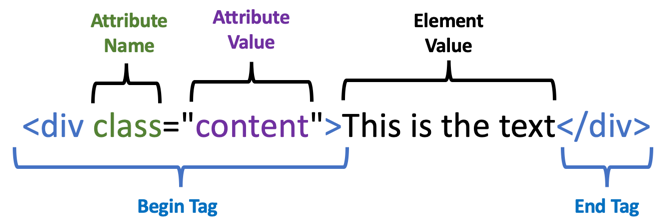 Attribute
Name
Attribute
Value
Element
Value
<div class="content">This is the text</div>
Begin Tag
End Tag